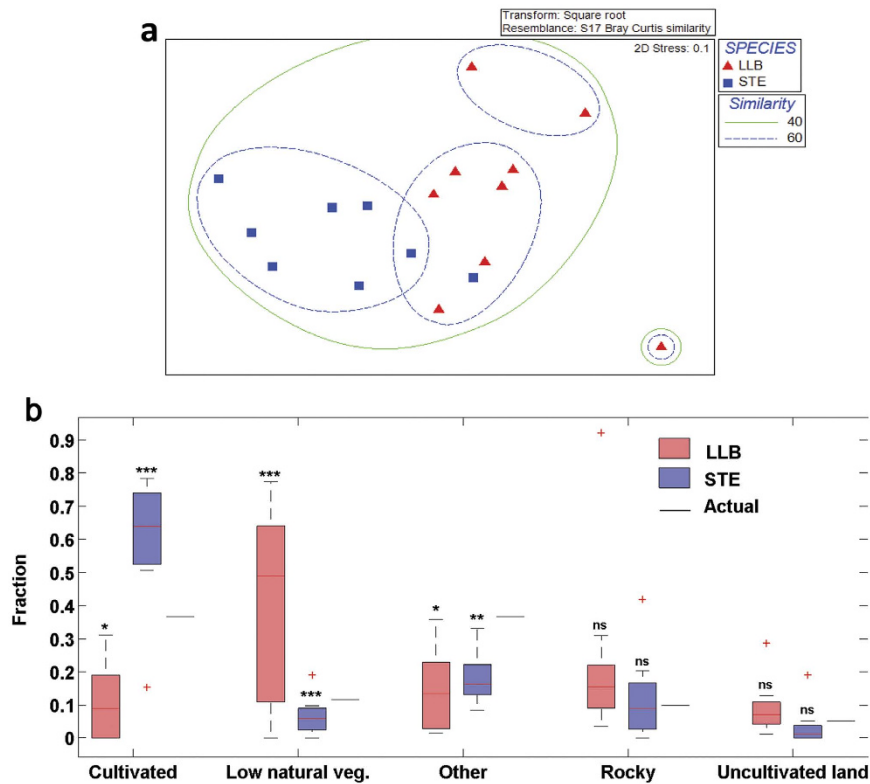 a
Transform: Square root
Resemblance: S17 Bray Curtis similarity
2D Stress: 0.1
SPECIES
LLB
STE
Similarity
40
60
b
Fraction
0.9
0.8
0.7
0.6
0.5
0.4
0.3
0.2
0.1
0
*
***
***
***
*
**
ns
ns
ns
ns
LLB
STE
Actual
Cultivated
Low natural veg.
Other
Rocky
Uncultivated land